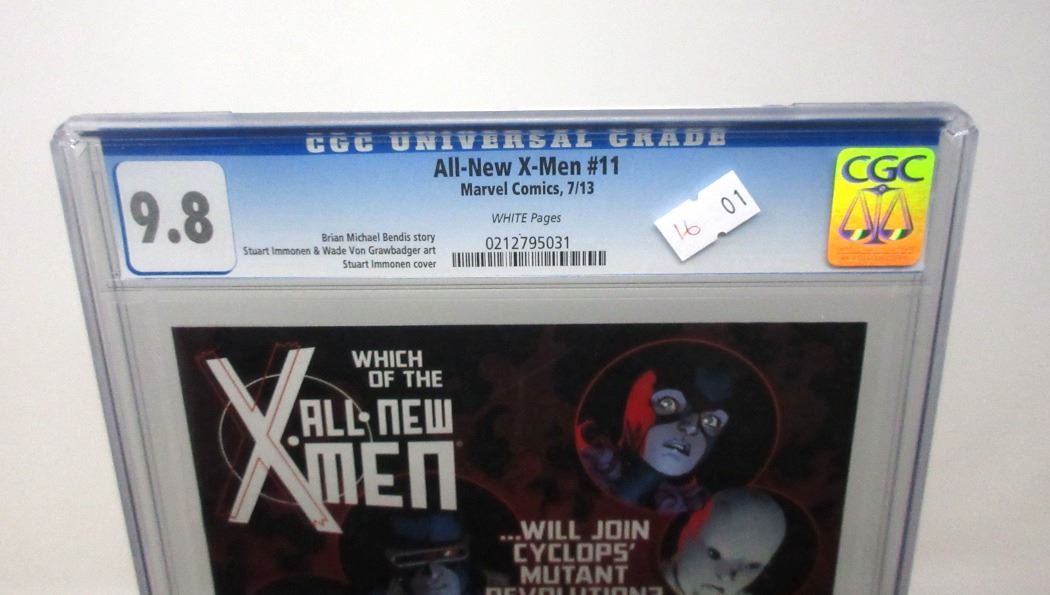 CGC UNIVERSAL GRADE
9.8
All-New X-Men #11
Marvel Comics, 7/13
WHITE Pages
Brian Michael Bendis story
Stuart Immonen & Wade Von Grawbadger art
Stuart Immonen cover
0212795031
16 01
CGC
WHICH
OF THE
ALL-NEW
X-MEN
...WILL JOIN
CYCLOPS'
MUTANT
REVOLUTION?